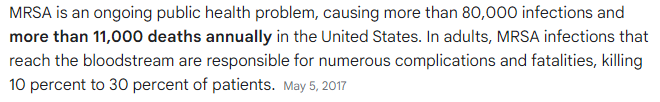 MRSA is an ongoing public health problem, causing more than 80,000 infections and
more than 11,000 deaths annually in the United States. In adults, MRSA infections that
reach the bloodstream are responsible for numerous complications and fatalities, killing
10 percent to 30 percent of patients. May 5, 2017